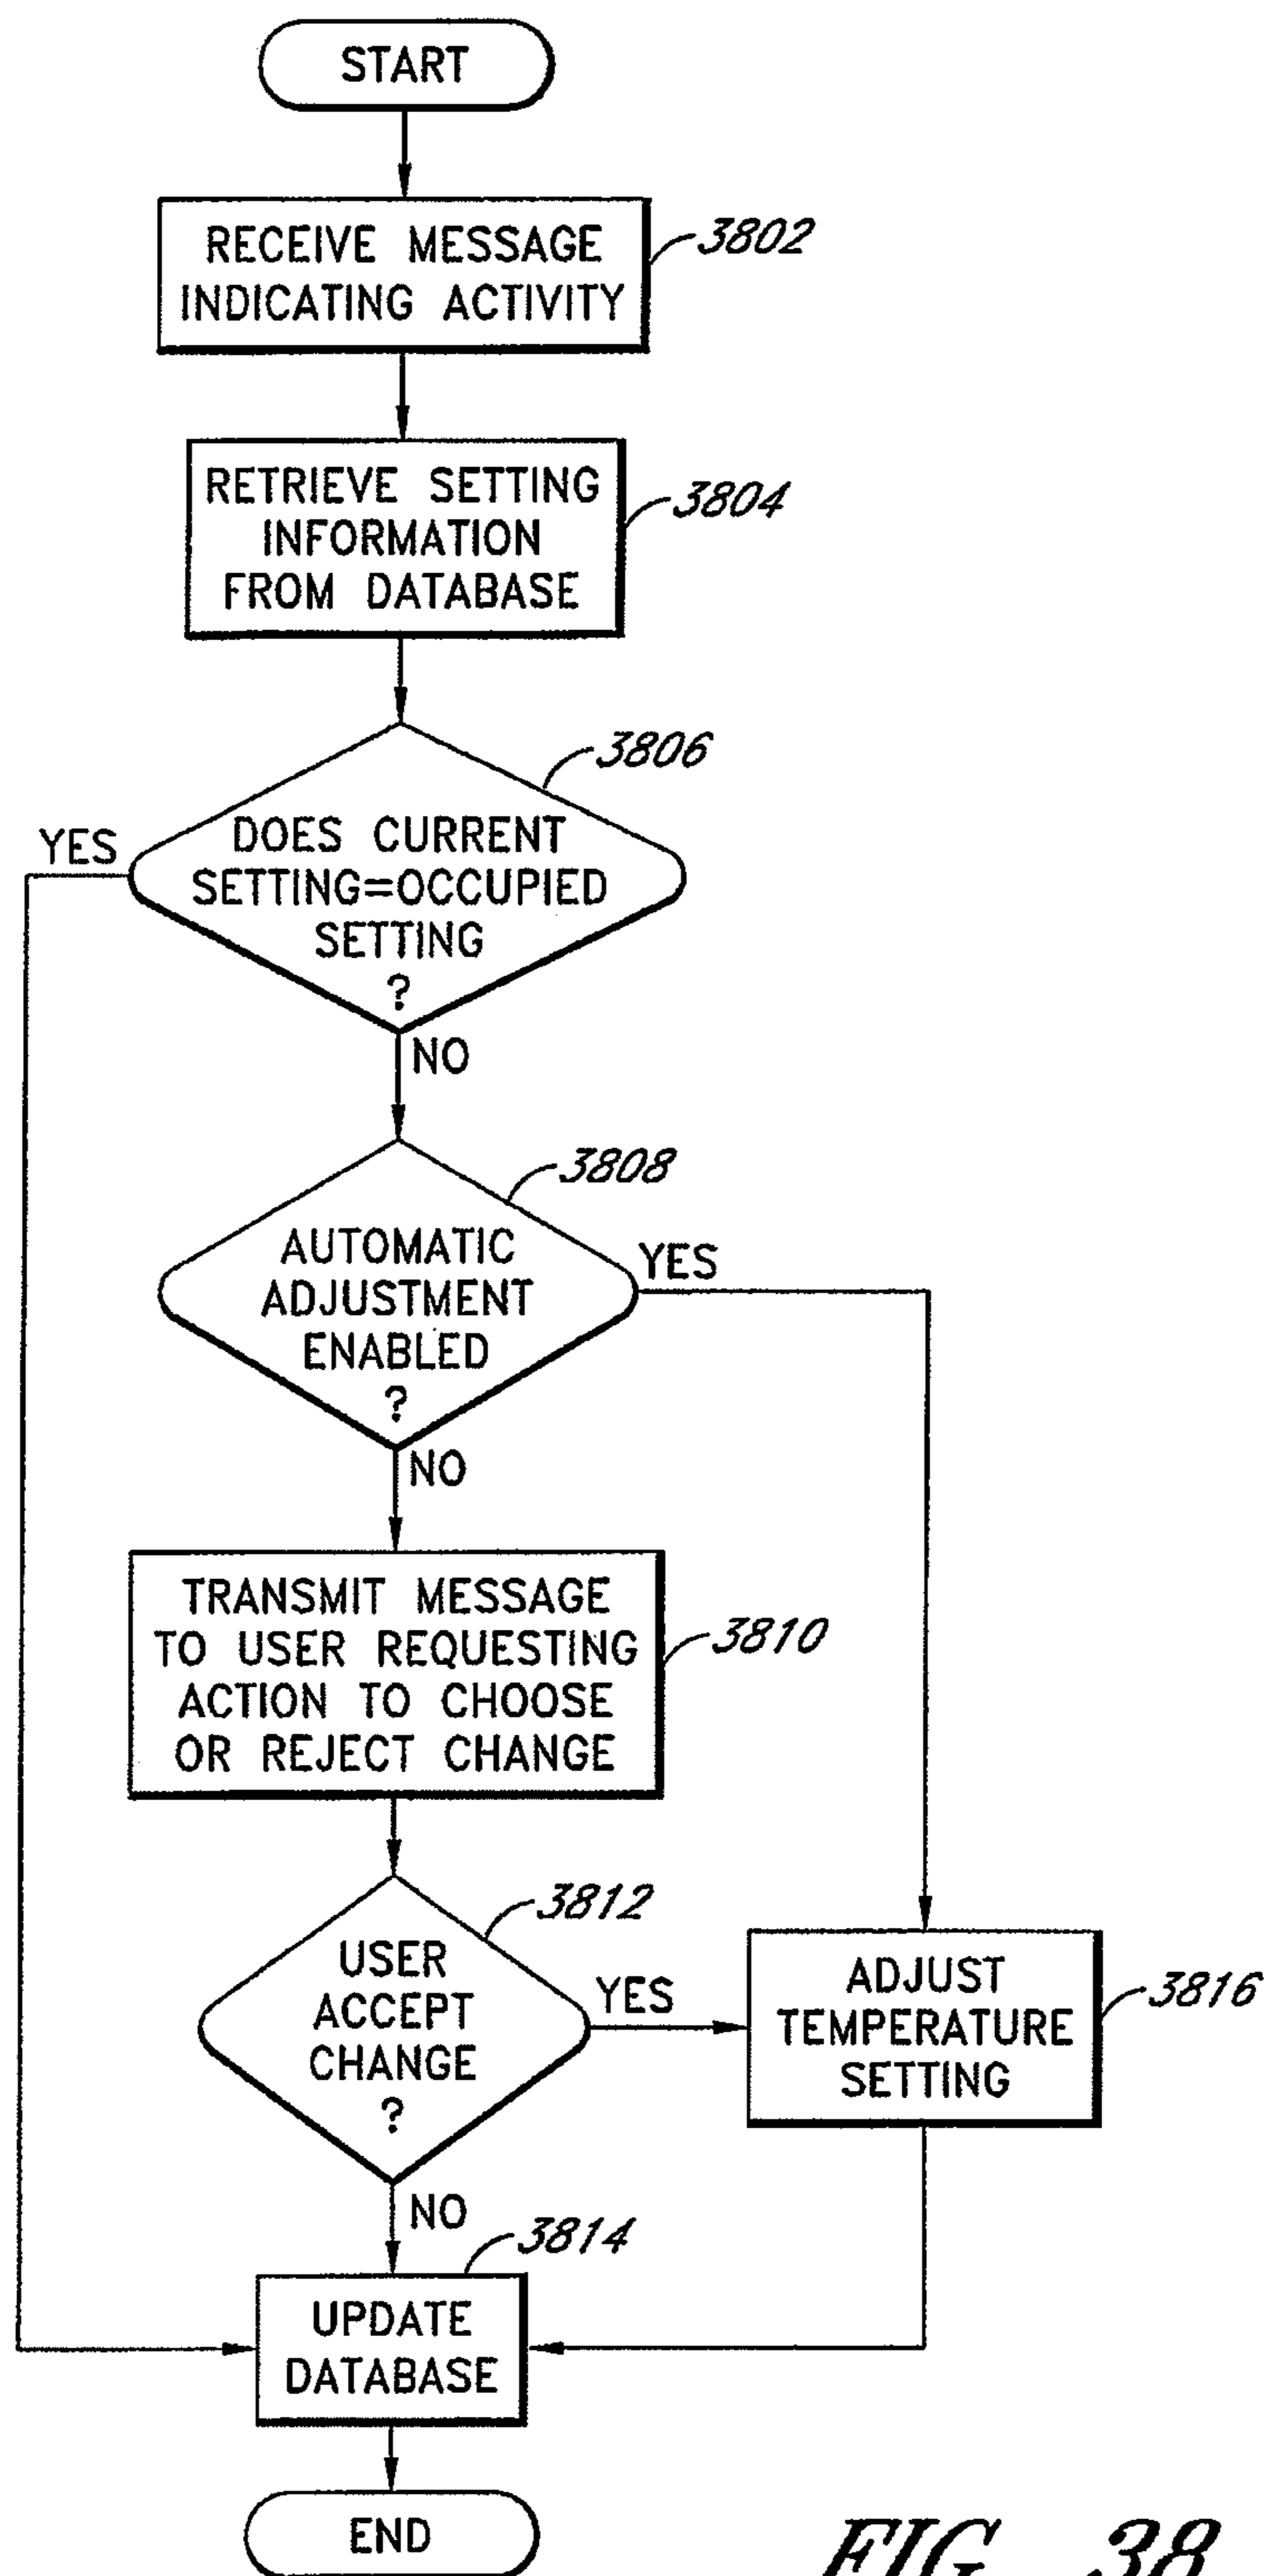 START
RECEIVE MESSAGE
INDICATING ACTIVITY
3802
RETRIEVE SETTING
INFORMATION
FROM DATABASE
3804
3806
YES
DOES CURRENT
SETTING=OCCUPIED
SETTING
?
NO
3808
AUTOMATIC
ADJUSTMENT
ENABLED
?
YES
NO
TRANSMIT MESSAGE
TO USER REQUESTING
ACTION TO CHOOSE
OR REJECT CHANGE
3810
3812
USER
ACCEPT
CHANGE
?
YES
ADJUST
TEMPERATURE
SETTING
3816
NO
3814
UPDATE
DATABASE
END
FIG. 38